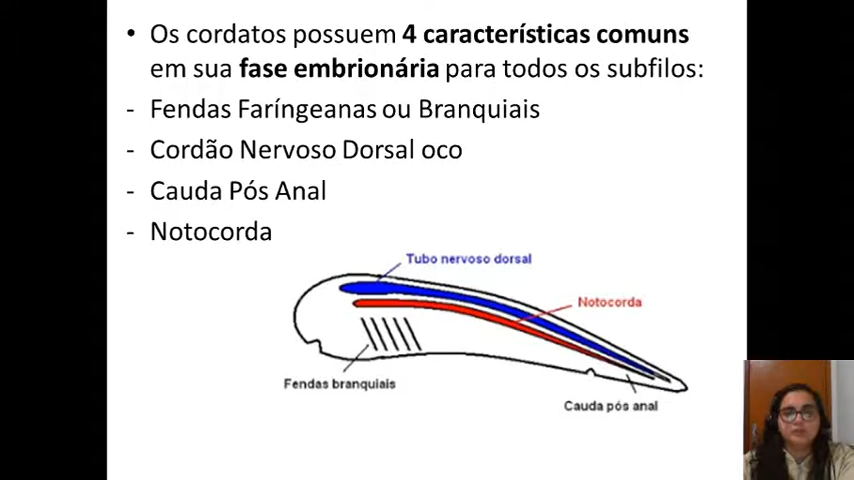 • Os cordatos possuem 4 características comuns
em sua fase embrionária para todos os subfilos:
- Fendas Faríngeanas ou Branquiais
- Cordão Nervoso Dorsal oco
- Cauda Pós Anal
- Notocorda
Tubo nervoso dorsal
Notocorda
Fendas branquiais
Cauda pós anal